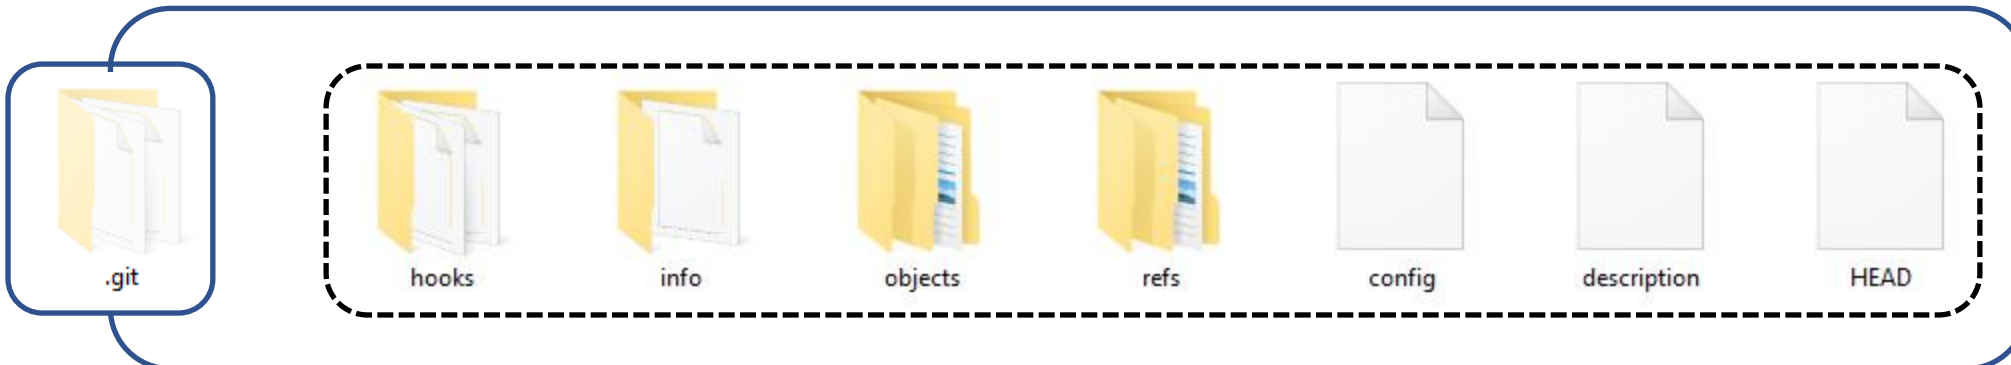 .git
hooks
info
objects
refs
config
description
HEAD